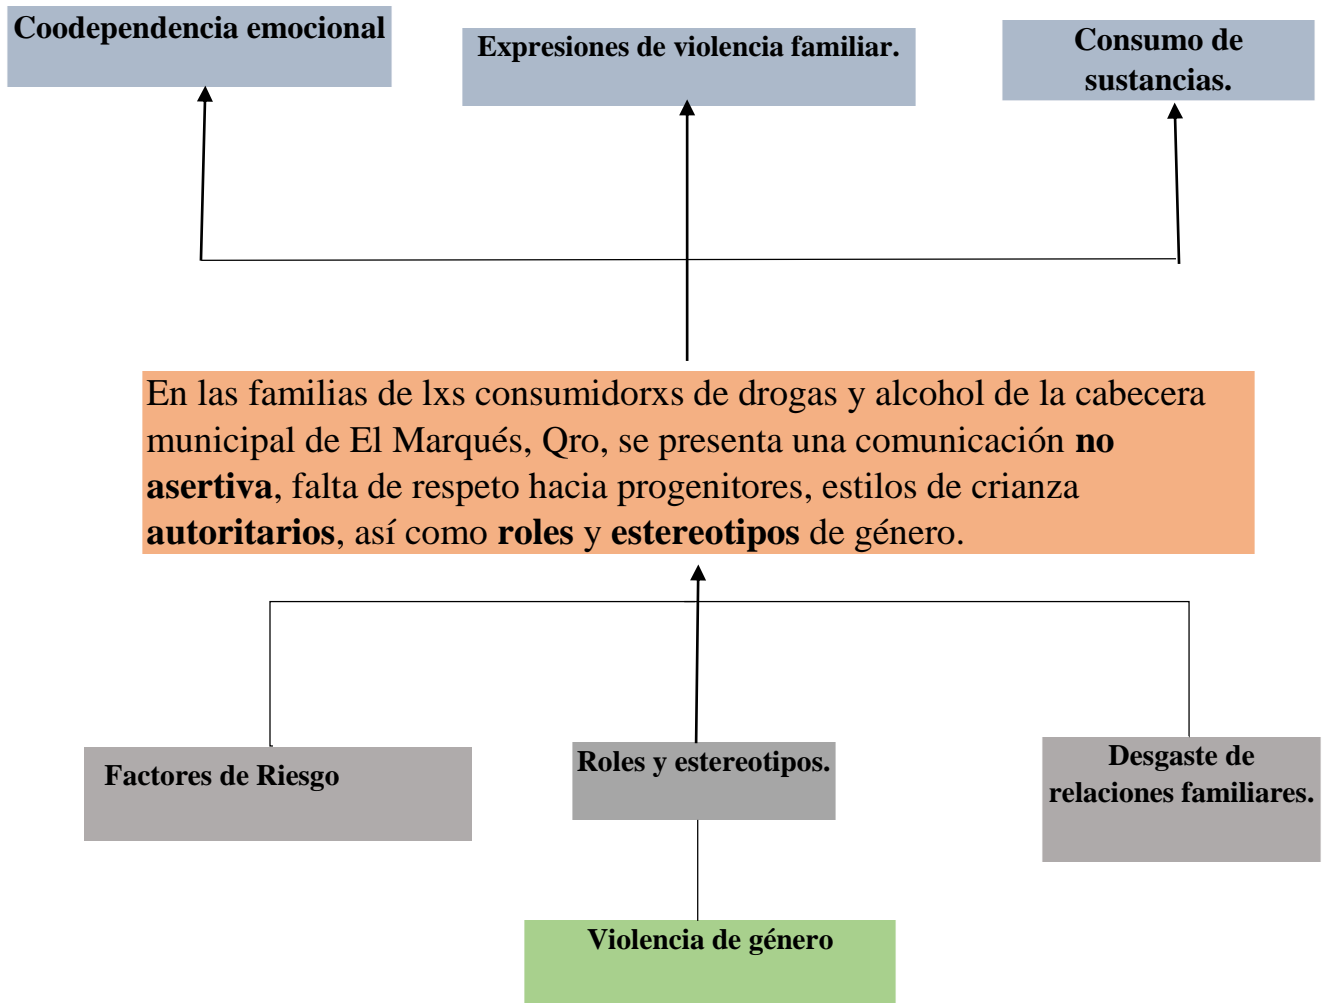 Coodependencia emocional
Expresiones de violencia familiar.
Consumo de
sustancias.
En las familias de lxs consumidorxs de drogas y alcohol de la cabecera
municipal de El Marqués, Qro, se presenta una comunicación no
asertiva, falta de respeto hacia progenitores, estilos de crianza
autoritarios, así como roles y estereotipos de género.
Factores de Riesgo
Roles y estereotipos.
Desgaste de
relaciones familiares.
Violencia de género